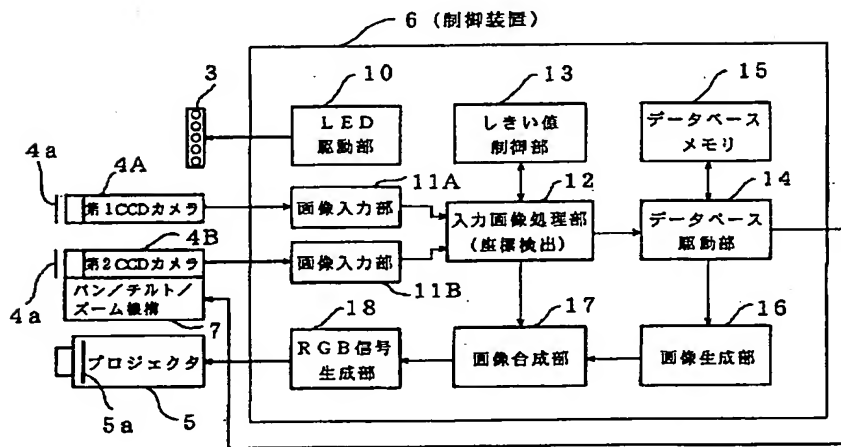 6 (制御装置)
3
10
LED
駆動部
13
しきい値
制御部
15
データベース
メモリ
4a
4A
第1CCDカメラ
11A
画像入力部
12
入力画像処理部
(座標検出)
14
データベース
駆動部
4B
第2CCDカメラ
4a
パン/チルト/
ズーム機構
7
画像入力部
11B
18
RGB信号
生成部
17
画像合成部
16
画像生成部
プロジェクタ
5a
5